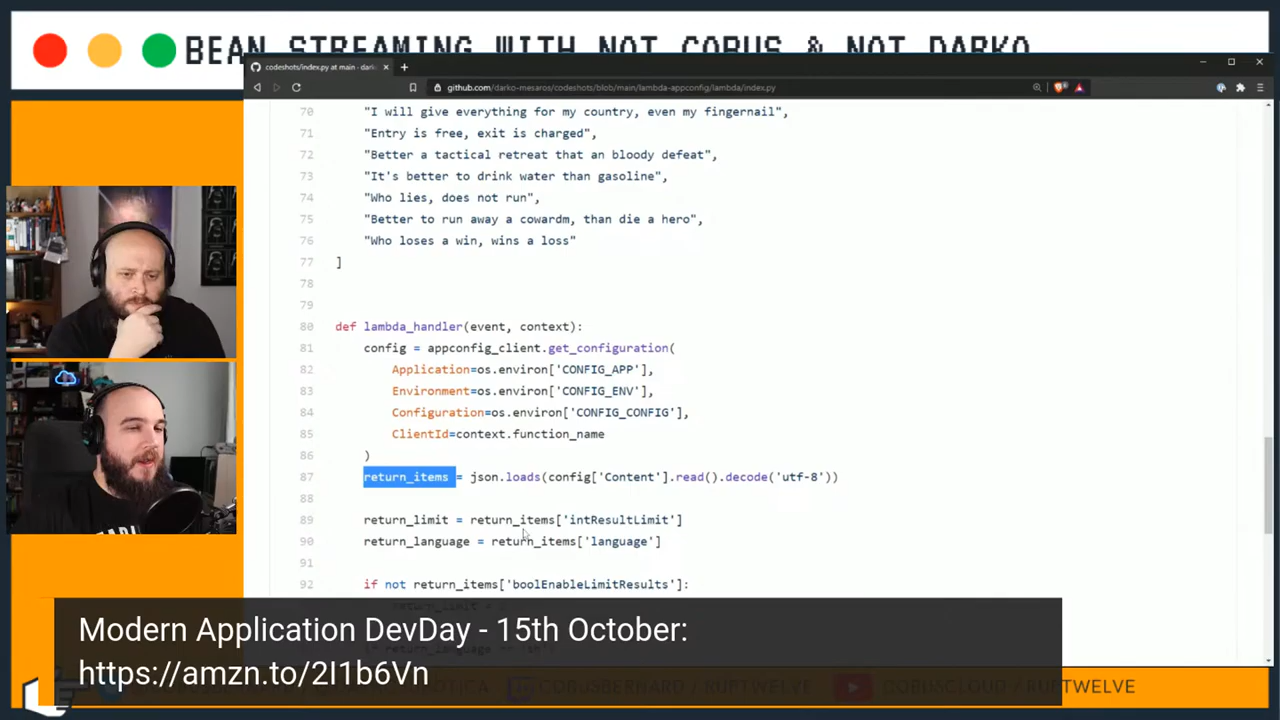 BEAN STREAMING WITH NOT COBUS & NOT DARKO
codeshots/index.py at main · dark
github.com/darko-mesaros/codeshots/blob/main/lambda-appconfig/lambda/index.py
70 "I will give everything for my country, even my fingernail",
71 "Entry is free, exit is charged",
72 "Better a tactical retreat that an bloody defeat",
73 "It's better to drink water than gasoline",
74 "Who lies, does not run",
75 "Better to run away a cowardm, than die a hero",
76 "Who loses a win, wins a loss"
77 ]
78
79
80 def lambda_handler(event, context):
81 config = appconfig_client.get_configuration(
82 Application=os.environ['CONFIG_APP'],
83 Environment=os.environ['CONFIG_ENV'],
84 Configuration=os.environ['CONFIG_CONFIG'],
85 ClientId=context.function_name
86 )
87 return_items = json.loads(config['Content'].read().decode('utf-8'))
88
89 return_limit = return_items['intResultLimit']
90 return_language = return_items['language']
91
92 if not return_items['boolEnableLimitResults']:
Modern Application DevDay - 15th October:
https://amzn.to/2I1b6Vn
COBUSBERNARD / RUPTWELVE
COBUSCLOUD / RUPTWELVE